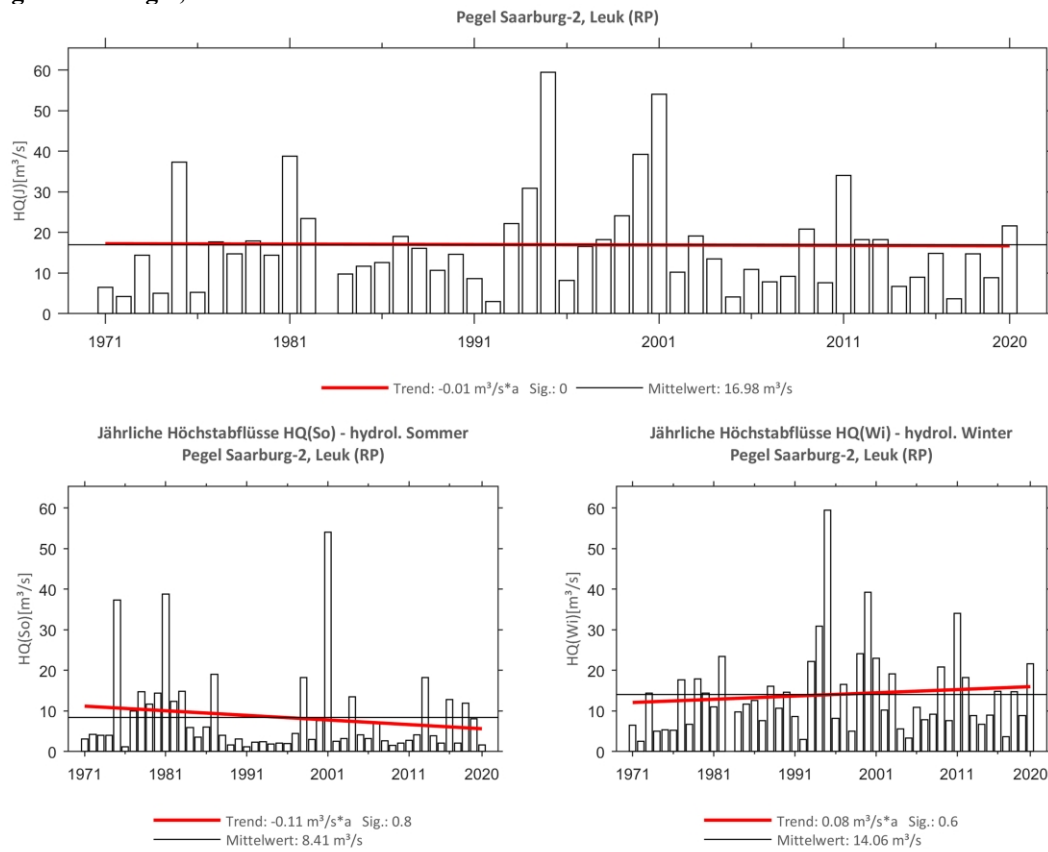 Pegel Saarburg-2, Leuk (RP)
HQ(J)[m³/s]
60
50
40
30
20
10
0
1971 1981 1991 2001 2011 2020
Trend: -0.01 m³/s*a Sig.: 0 Mittelwert: 16.98 m³/s
Jährliche Höchstabflüsse HQ(So) - hydrol. Sommer
Pegel Saarburg-2, Leuk (RP)
HQ(So)[m³/s]
60
50
40
30
20
10
0
1971 1981 1991 2001 2011 2020
Trend: -0.11 m³/s*a Sig.: 0.8
Mittelwert: 8.41 m³/s
Jährliche Höchstabflüsse HQ(Wi) - hydrol. Winter
Pegel Saarburg-2, Leuk (RP)
HQ(Wi)[m³/s]
60
50
40
30
20
10
0
1971 1981 1991 2001 2011 2020
Trend: 0.08 m³/s*a Sig.: 0.6
Mittelwert: 14.06 m³/s